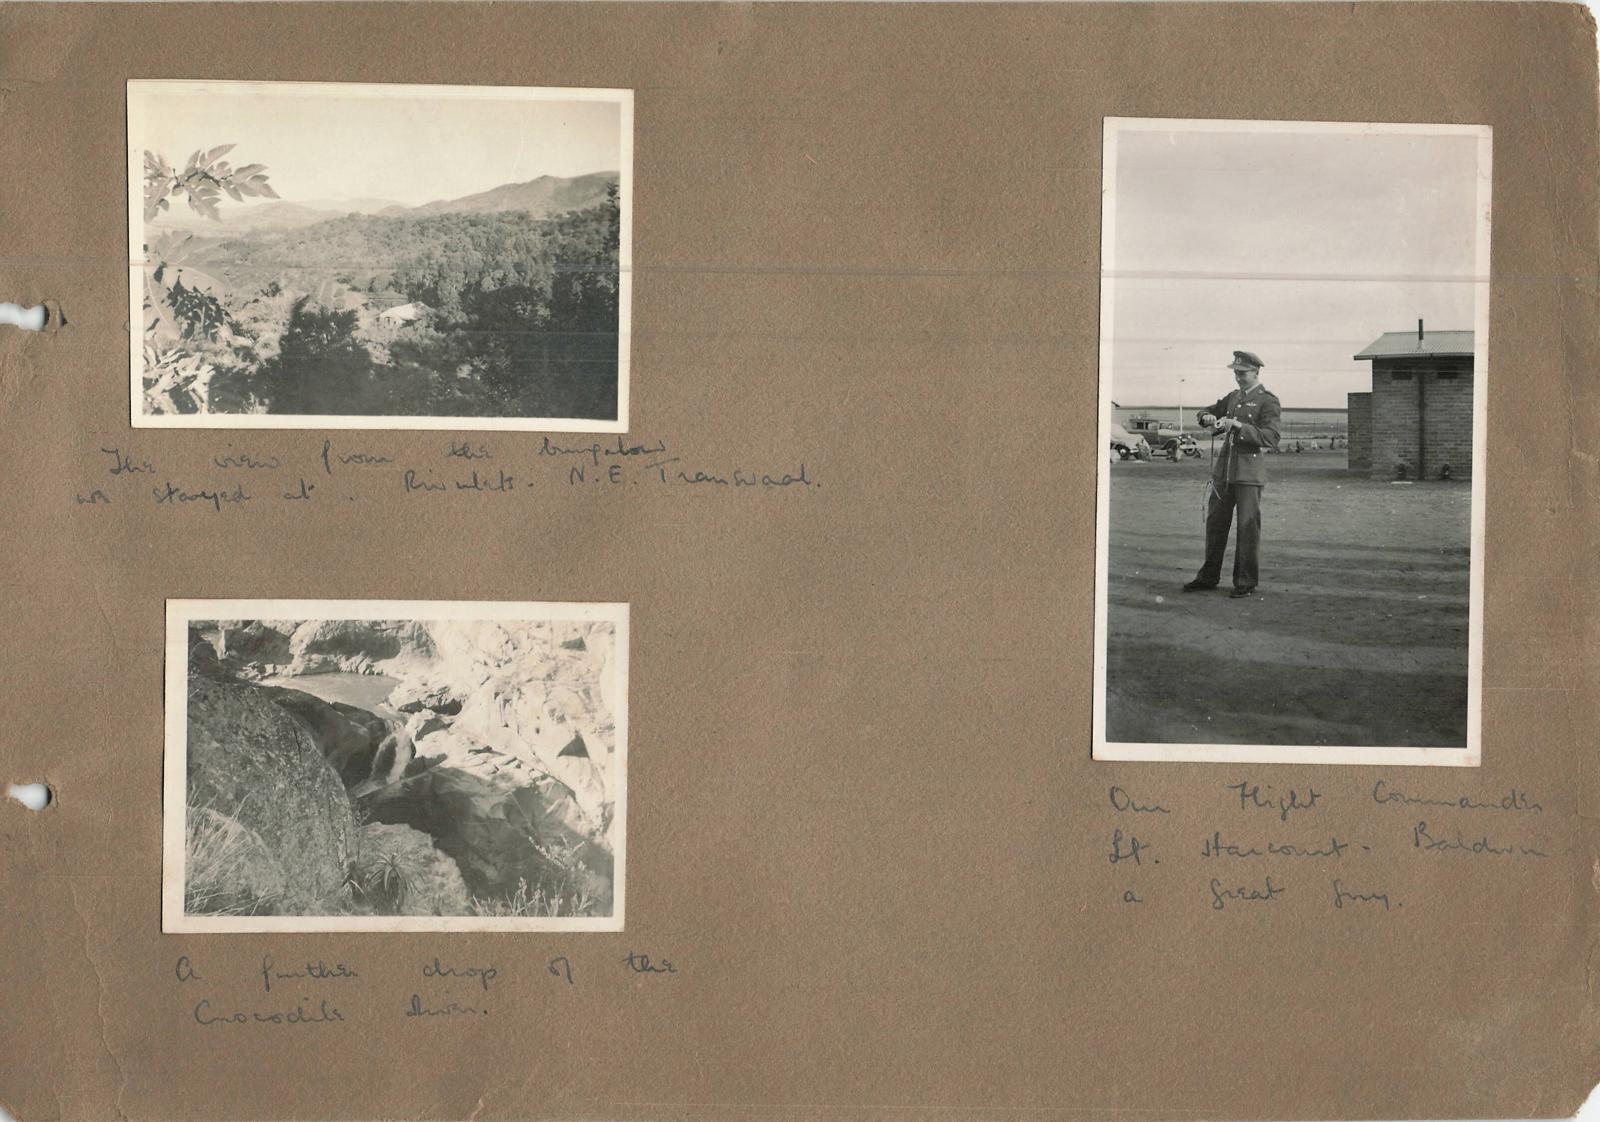 The view from the bungalow
we stayed at. Rivulets. N.E. Transvaal.
A further drop of the
Crocodile River.
Our Flight Commander
Lt. Harcourt-Baldwin
a great guy.